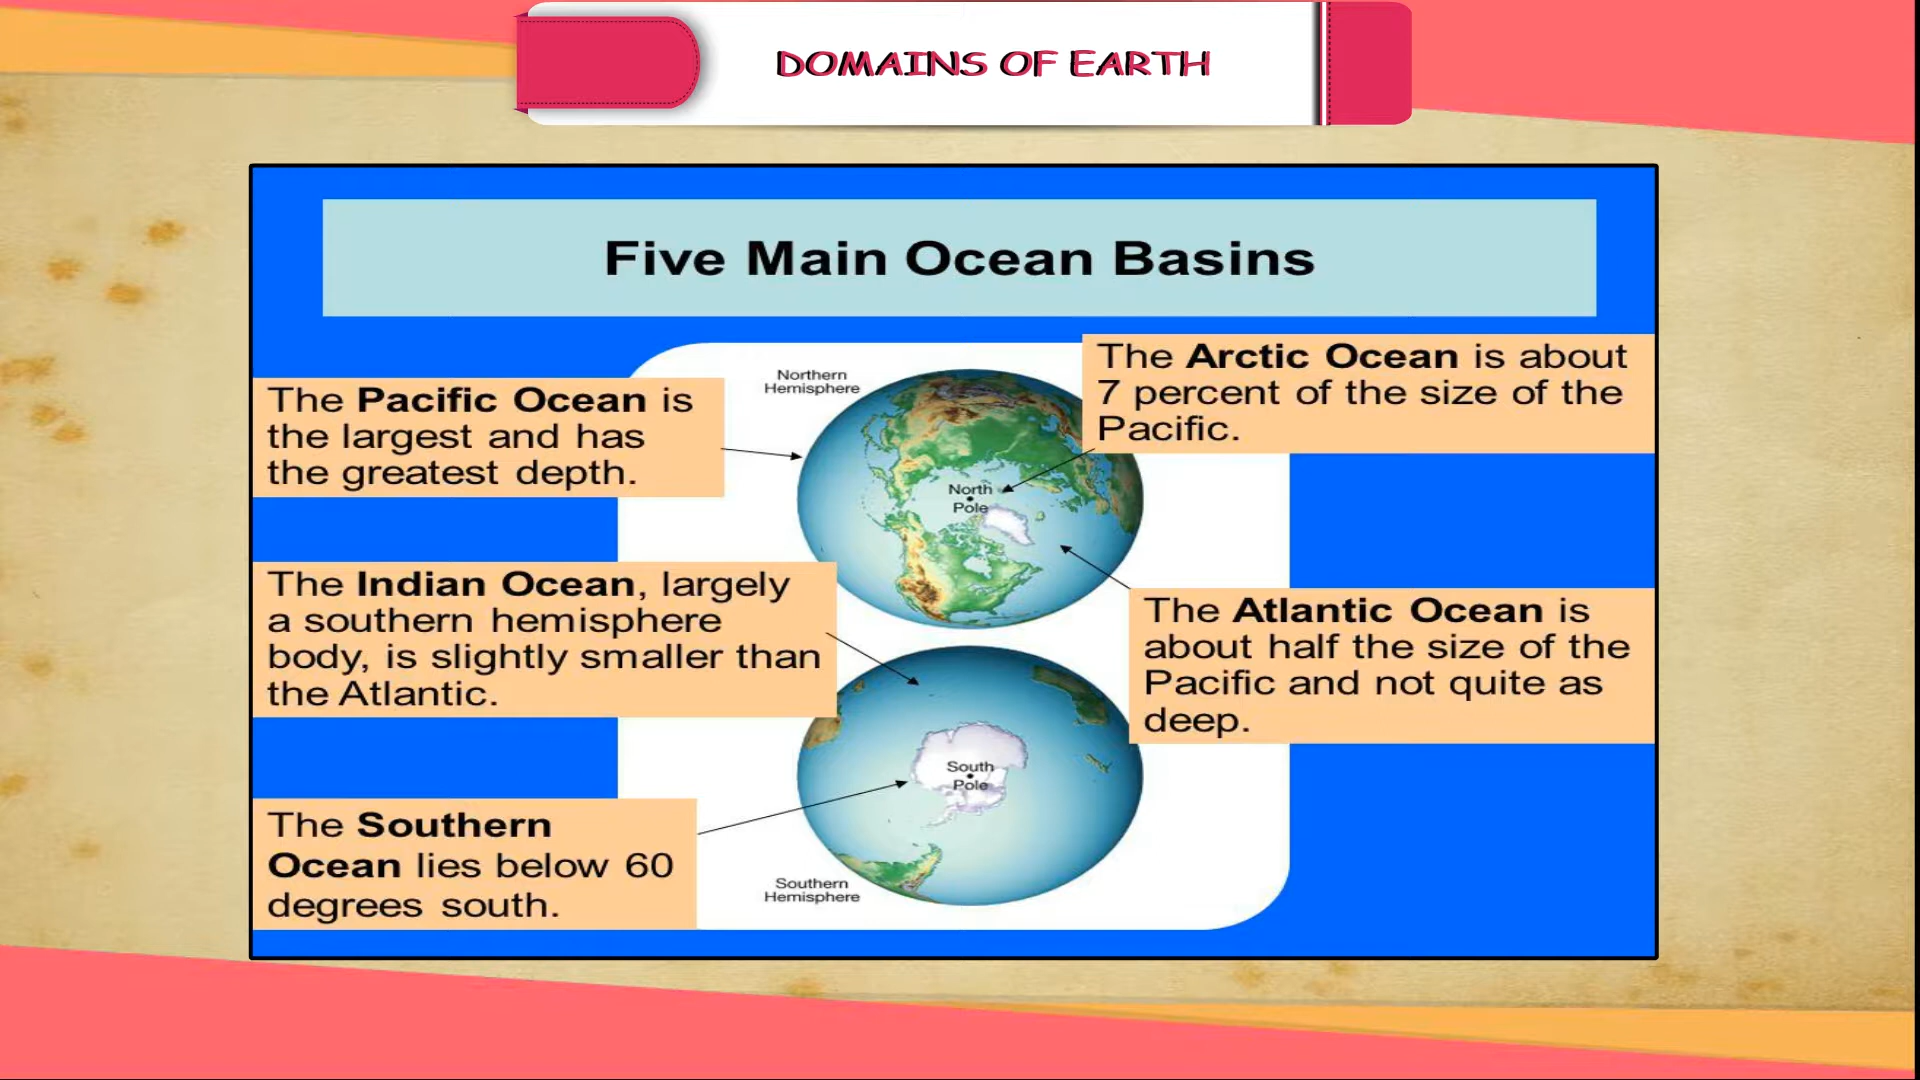 DOMAINS OF EARTH
Five Main Ocean Basins
The Pacific Ocean is
the largest and has
the greatest depth.
Northern
Hemisphere
The Arctic Ocean is about
7 percent of the size of the
Pacific.
North
Pole
The Indian Ocean, largely
a southern hemisphere
body, is slightly smaller than
the Atlantic.
The Atlantic Ocean is
about half the size of the
Pacific and not quite as
deep.
South
Pole
The Southern
Ocean lies below 60
degrees south.
Southern
Hemisphere